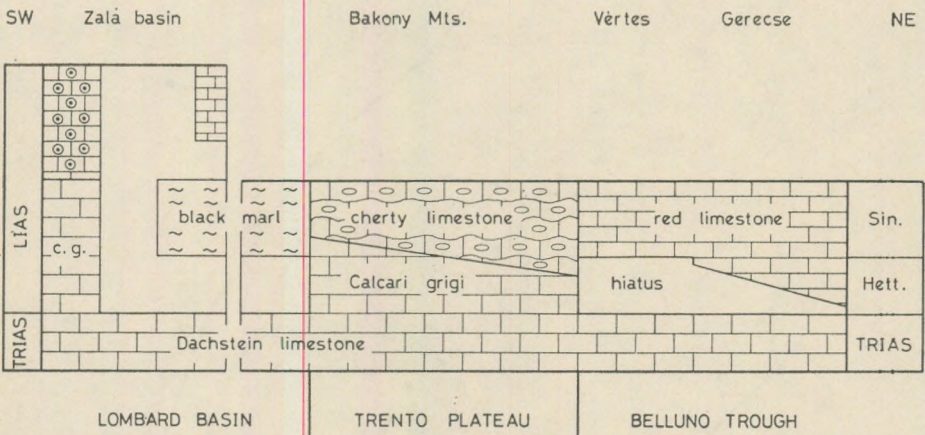 SW Zalá basin Bakony Mts. Vèrtes Gerecse NE
LÍAS
black marl cherty limestone red limestone Sin.
c. g.
Calcari grigi hiatus Hett.
TRIAS
Dachstein limestone TRIAS
LOMBARD BASIN TRENTO PLATEAU BELLUNO TROUGH